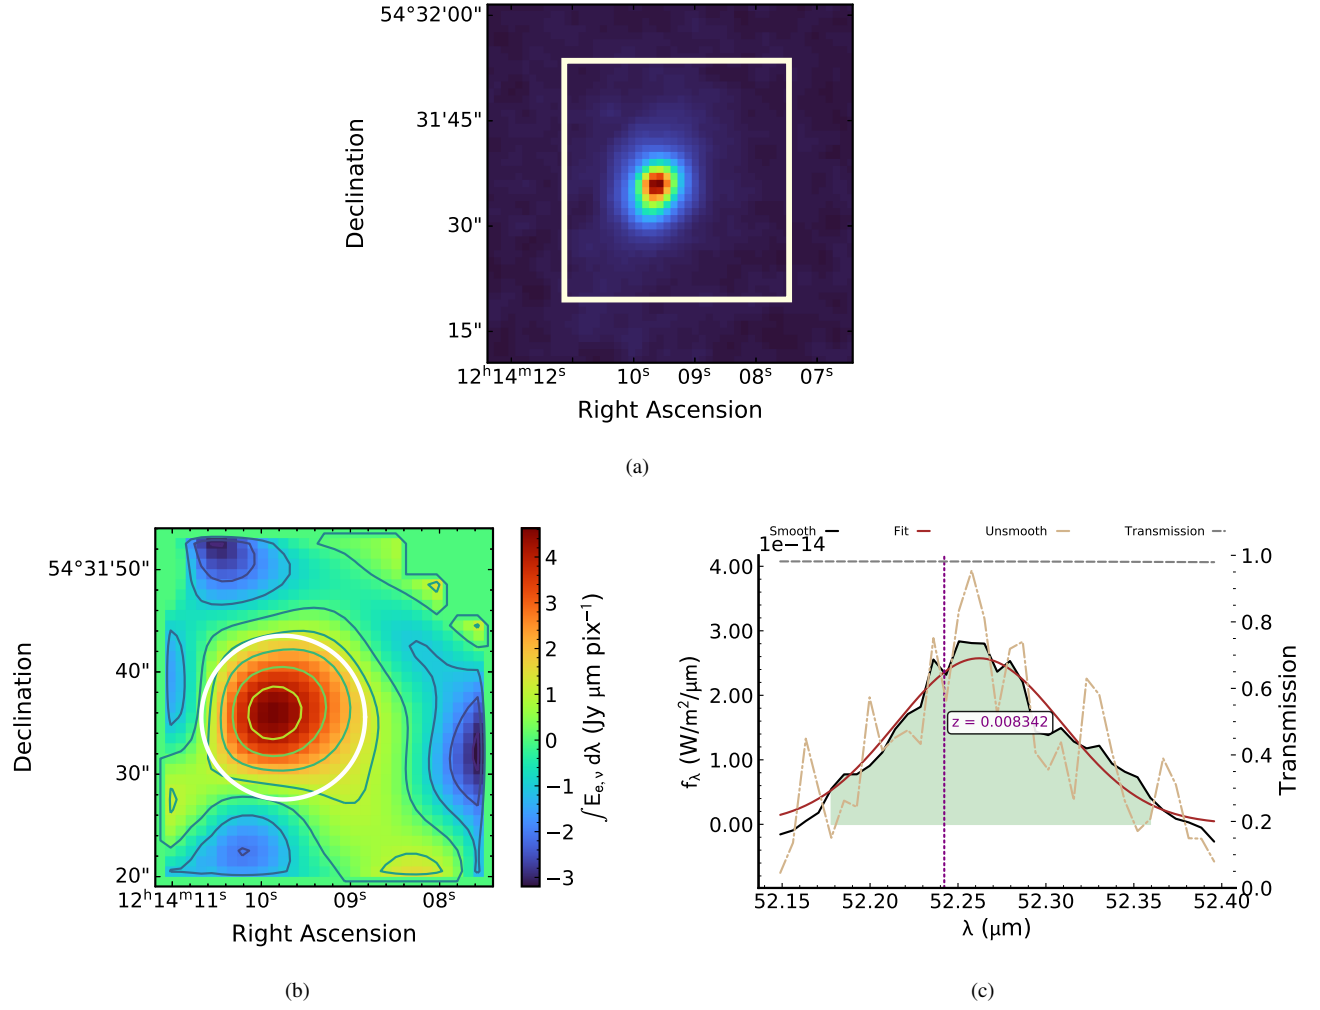 54°32'00"
31'45"
30"
15"
Declination
12ʰ14ᵐ12ˢ 10ˢ 09ˢ 08ˢ 07ˢ
Right Ascension
(a)
54°31'50"
40"
30"
20"
Declination
12ʰ14ᵐ11ˢ 10ˢ 09ˢ 08ˢ
Right Ascension
4
3
2
1
0
−1
−2
−3
∫E_{e,ν} dλ (Jy μm pix⁻¹)
(b)
Smooth Fit Unsmooth Transmission
1e−14
4.00
3.00
2.00
1.00
0.00
f_λ (W/m²/μm)
z = 0.008342
1.0
0.8
0.6
0.4
0.2
0.0
Transmission
52.15 52.20 52.25 52.30 52.35 52.40
λ (μm)
(c)